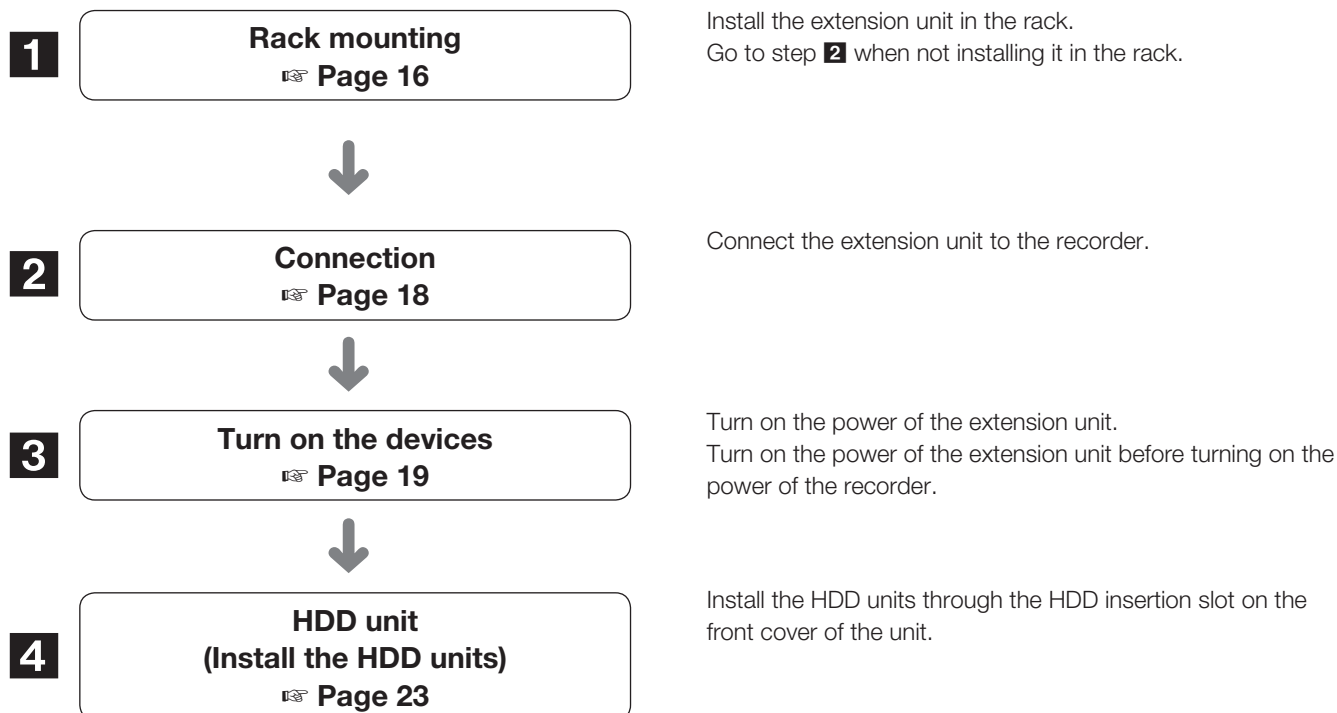 1
Rack mounting
☞ Page 16
Install the extension unit in the rack.
Go to step 2 when not installing it in the rack.
2
Connection
☞ Page 18
Connect the extension unit to the recorder.
3
Turn on the devices
☞ Page 19
Turn on the power of the extension unit.
Turn on the power of the extension unit before turning on the
power of the recorder.
4
HDD unit
(Install the HDD units)
☞ Page 23
Install the HDD units through the HDD insertion slot on the
front cover of the unit.